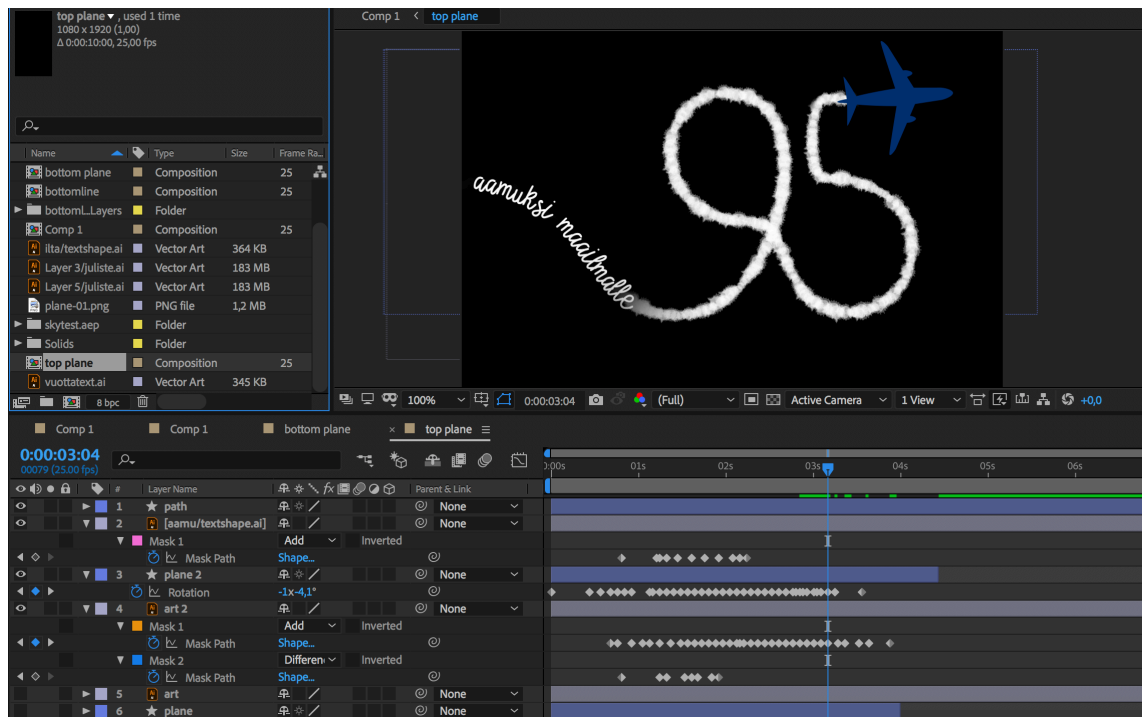 top plane ▾ , used 1 time
1080 x 1920 (1,00)
Δ 0:00:10:00, 25,00 fps
Name Type Size Frame Ra..
bottom plane Composition 25
bottomline Composition 25
bottoml...Layers Folder
Comp 1 Composition 25
ilta/textshape.ai Vector Art 364 KB
Layer 3/juliste.ai Vector Art 183 MB
Layer 5/juliste.ai Vector Art 183 MB
plane-01.png PNG file 1,2 MB
skytest.aep Folder
Solids Folder
top plane Composition 25
vuottatext.ai Vector Art 345 KB
8 bpc
Comp 1 < top plane
aamuksi maailmalle
95
100% 0:00:03:04 (Full) Active Camera 1 View +0,0
Comp 1 Comp 1 bottom plane × top plane
0:00:03:04
00079 (25.00 fps)
0:00s 01s 02s 03s 04s 05s 06s
# Layer Name fx Parent & Link
1 path None
2 [aamu/textshape.ai] None
Mask 1 Add Inverted
Mask Path Shape...
3 plane 2 None
Rotation -1x-4,1°
4 art 2 None
Mask 1 Add Inverted
Mask Path Shape...
Mask 2 Differen Inverted
Mask Path Shape...
5 art None
6 plane None